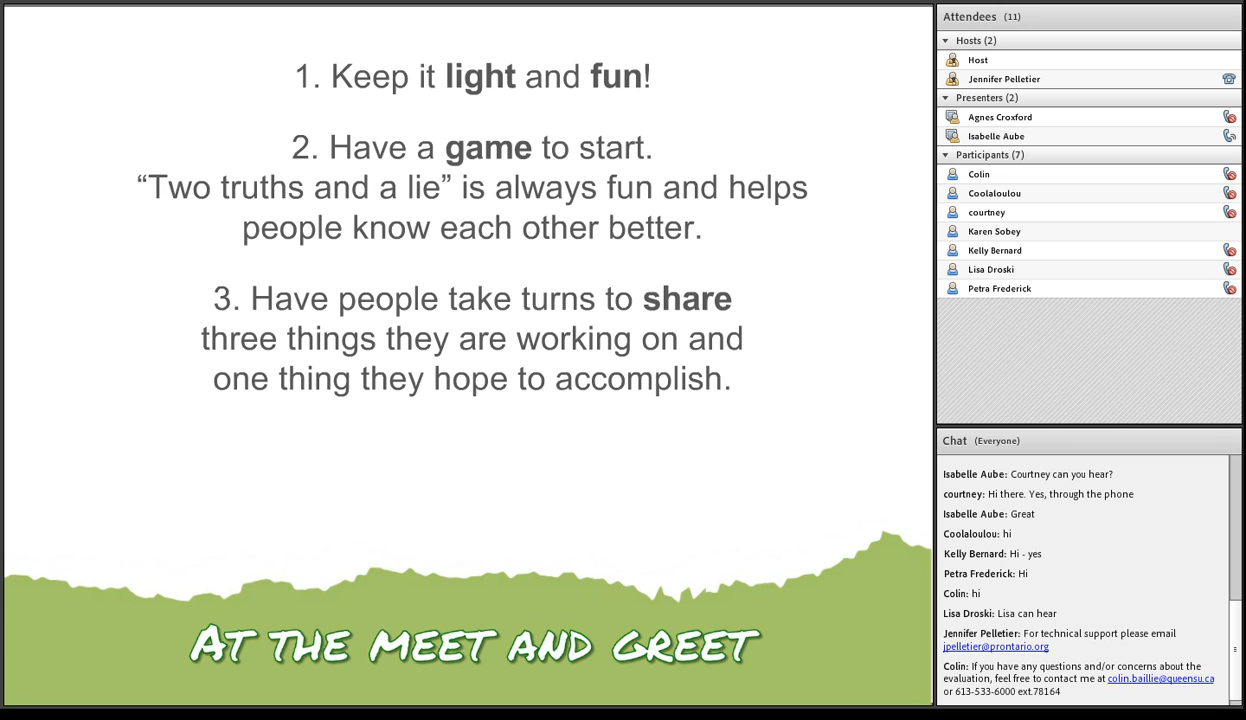 1. Keep it light and fun!
2. Have a game to start.
“Two truths and a lie” is always fun and helps
people know each other better.
3. Have people take turns to share
three things they are working on and
one thing they hope to accomplish.
At the meet and greet
Attendees (11)
Hosts (2)
Host
Jennifer Pelletier
Presenters (2)
Agnes Croxford
Isabelle Aube
Participants (7)
Colin
Coolaloulou
courtney
Karen Sobey
Kelly Bernard
Lisa Droski
Petra Frederick
Chat (Everyone)
Isabelle Aube: Courtney can you hear?
courtney: Hi there. Yes, through the phone
Isabelle Aube: Great
Coolaloulou: hi
Kelly Bernard: Hi - yes
Petra Frederick: Hi
Colin: hi
Lisa Droski: Lisa can hear
Jennifer Pelletier: For technical support please email
jpelletier@prontario.org
Colin: If you have any questions and/or concerns about the
evaluation, feel free to contact me at colin.baillie@queensu.ca
or 613-533-6000 ext.78164